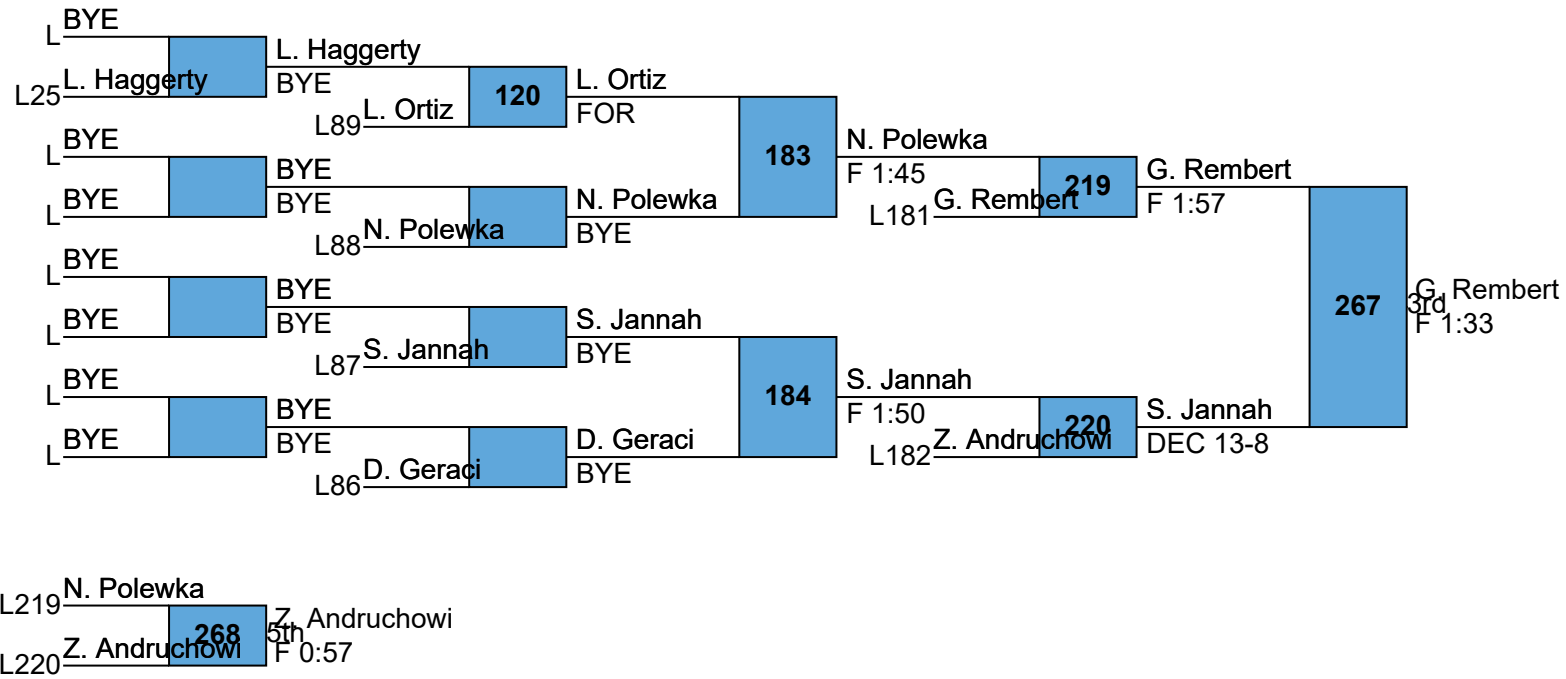 BYE
L
L. Haggerty
L25
L. Haggerty
BYE
L. Ortiz
L89
120
L. Ortiz
FOR
BYE
L
BYE
L
BYE
BYE
N. Polewka
L88
N. Polewka
BYE
183
N. Polewka
F 1:45
G. Rembert
L181
219
G. Rembert
F 1:57
BYE
L
BYE
L
BYE
BYE
S. Jannah
L87
S. Jannah
BYE
BYE
L
BYE
L
BYE
BYE
D. Geraci
L86
D. Geraci
BYE
184
S. Jannah
F 1:50
Z. Andruchowi
L182
220
S. Jannah
DEC 13-8
267
G. Rembert
3rd
F 1:33
N. Polewka
L219
Z. Andruchowi
L220
268
Z. Andruchowi
5th
F 0:57